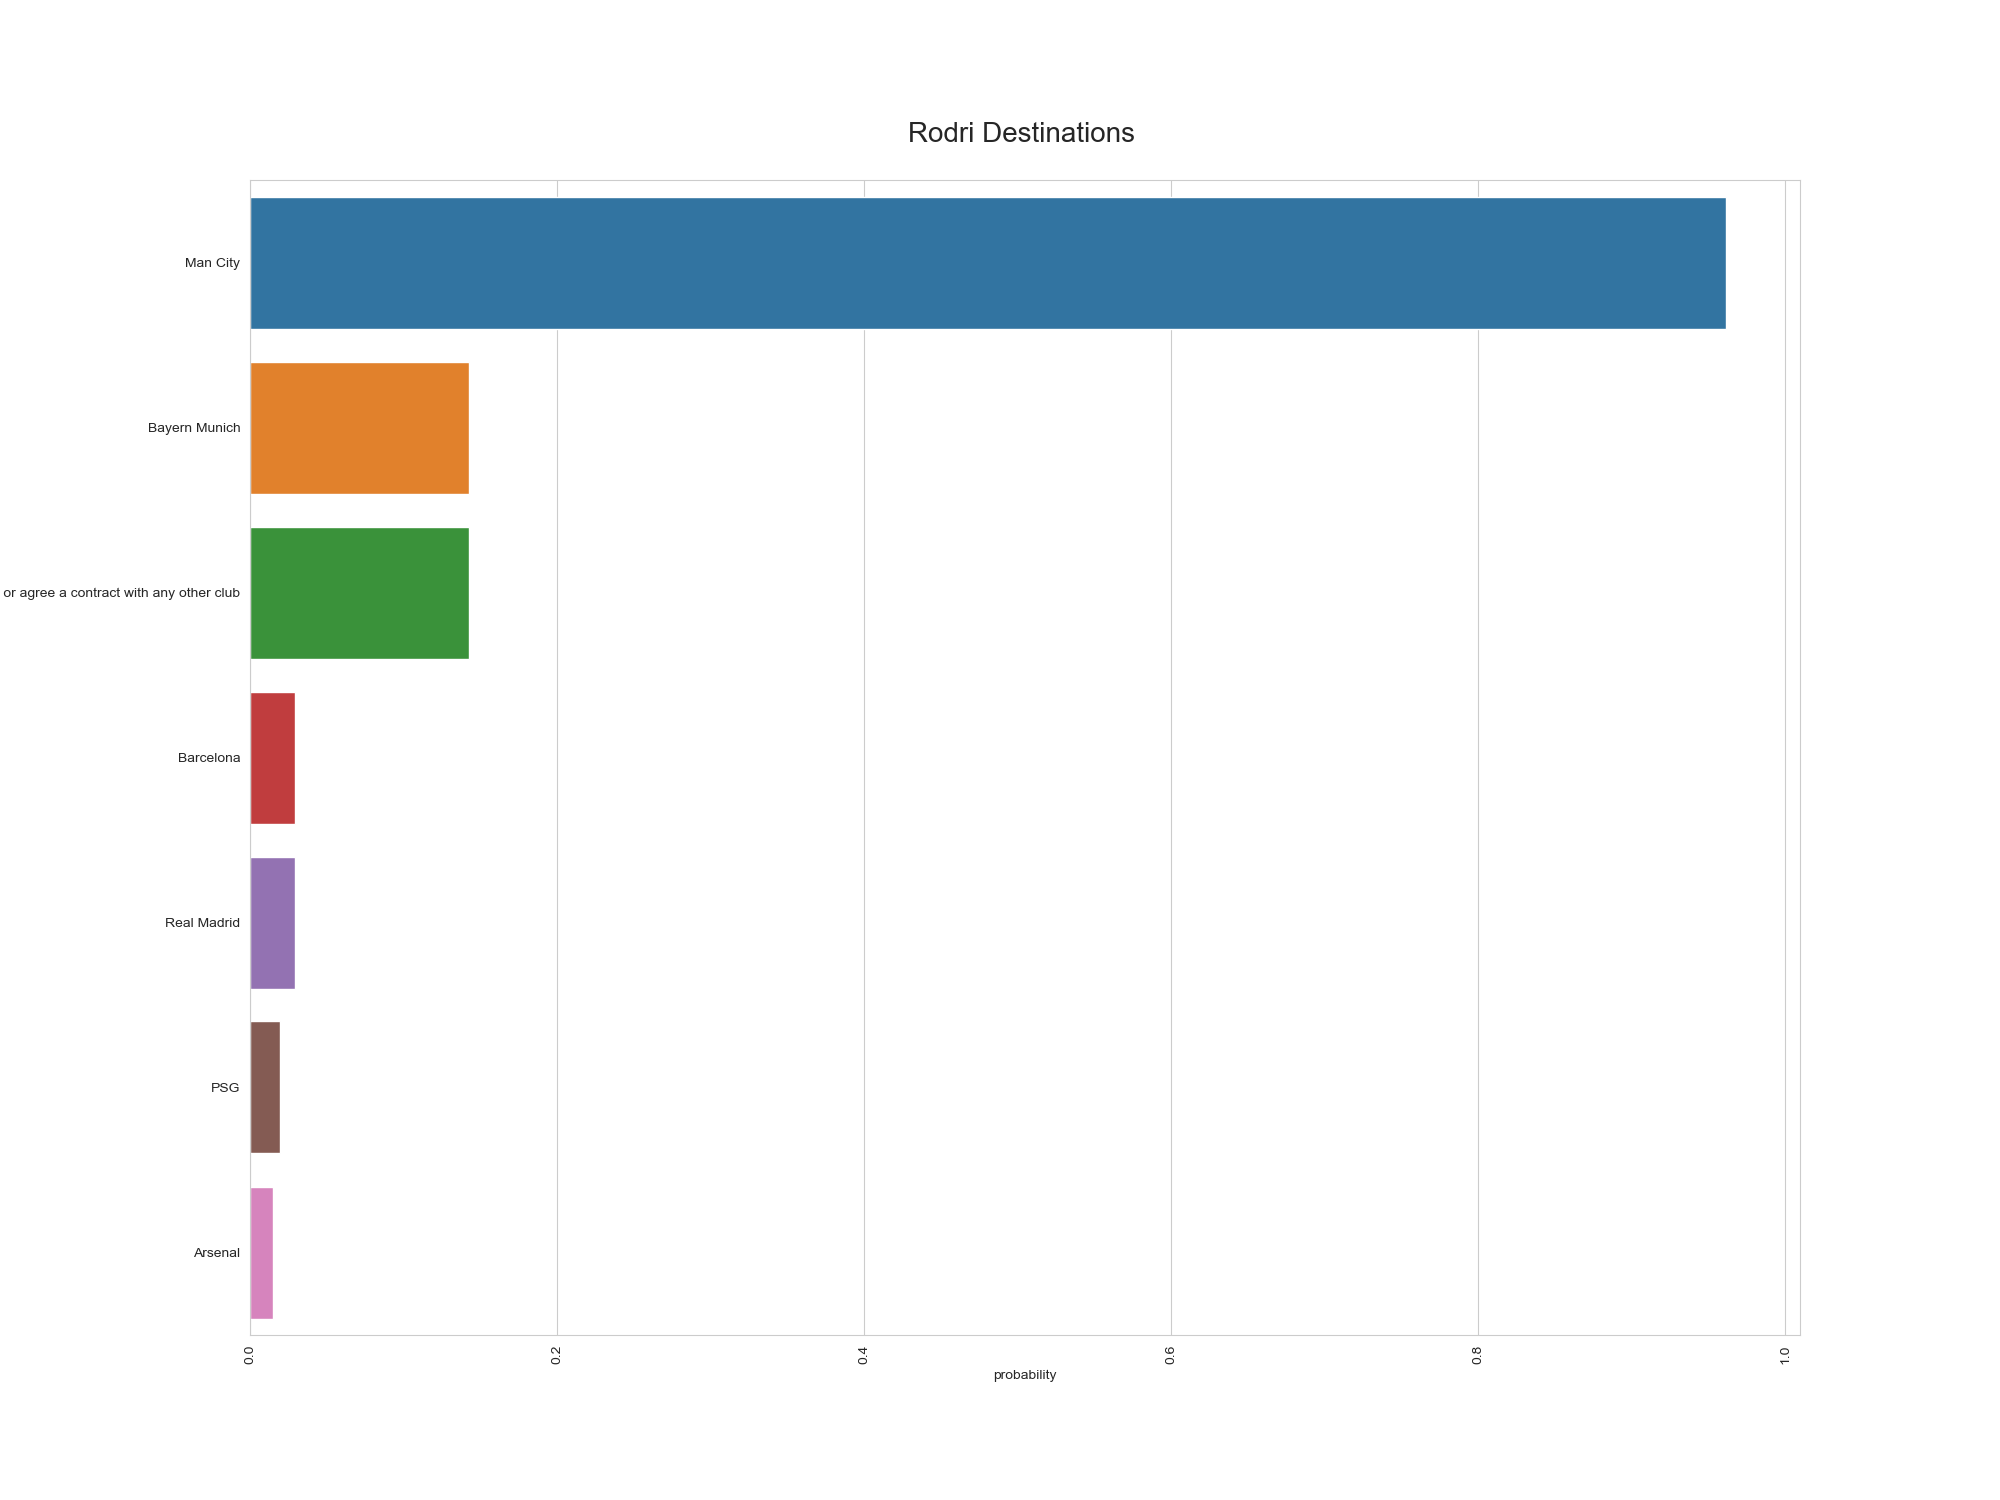 Rodri Destinations
Man City
Bayern Munich
or agree a contract with any other club
Barcelona
Real Madrid
PSG
Arsenal
0.0
0.2
0.4
0.6
0.8
1.0
probability